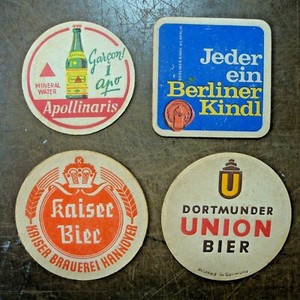 Garçon!
1
Apo
MINERAL
WATER
Apollinaris
Jeder
ein
Berliner
Kindl
K
Kaiser
Bier
KAISER BRAUEREI HANNOVER
U
DORTMUNDER
UNION
BIER
Printed in Germany